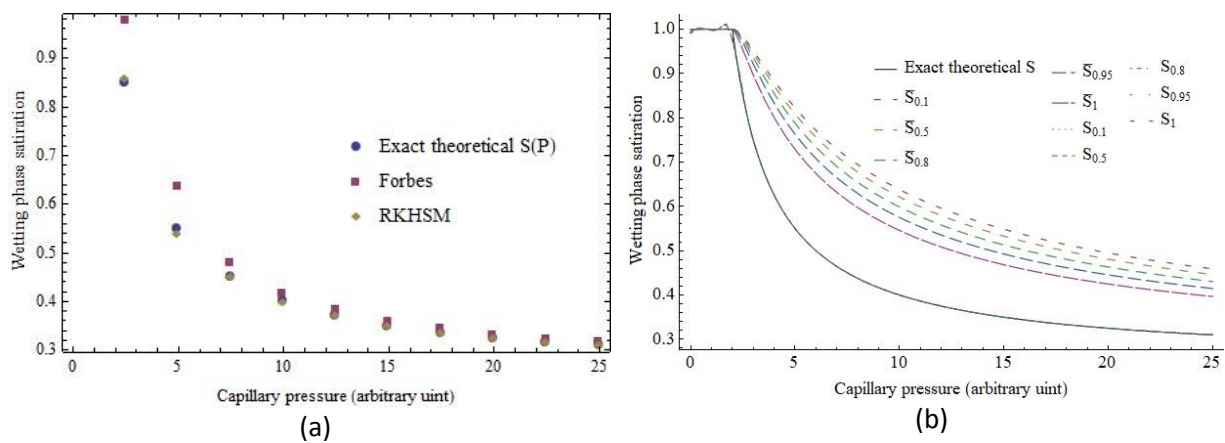 0.9
0.8
0.7
0.6
0.5
0.4
0.3
Wetting phase satiration
Exact theoretical S(P)
Forbes
RKHSM
0 5 10 15 20 25
Capillary pressure (arbitrary uint)
(a)
1.0
0.9
0.8
0.7
0.6
0.5
0.4
0.3
Wetting phase satiration
Exact theoretical S
S̅0.1
S̅0.5
S̅0.8
S̅0.95
S̅1
S0.1
S0.5
S0.8
S0.95
S1
0 5 10 15 20 25
Capillary pressure (arbitrary uint)
(b)